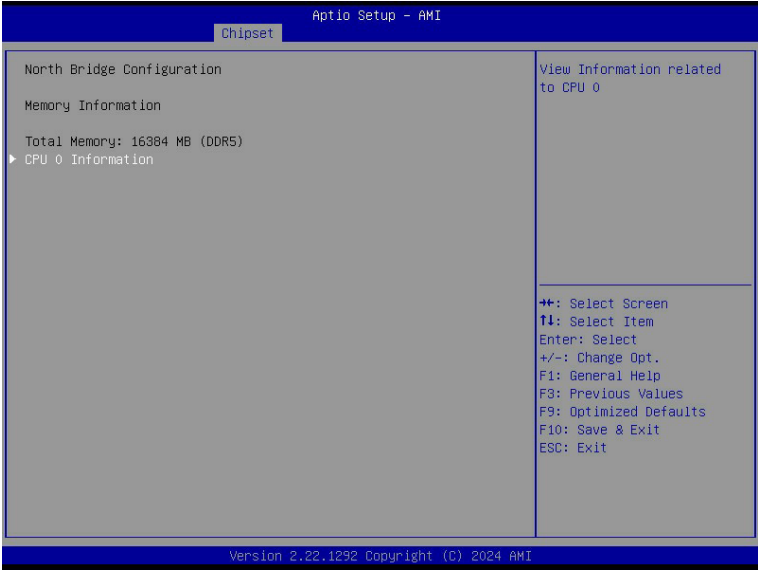 Aptio Setup – AMI
Chipset
North Bridge Configuration
Memory Information
Total Memory: 16384 MB (DDR5)
CPU 0 Information
View Information related
to CPU 0
→←: Select Screen
↑↓: Select Item
Enter: Select
+/-: Change Opt.
F1: General Help
F3: Previous Values
F9: Optimized Defaults
F10: Save & Exit
ESC: Exit
Version 2.22.1292 Copyright (C) 2024 AMI